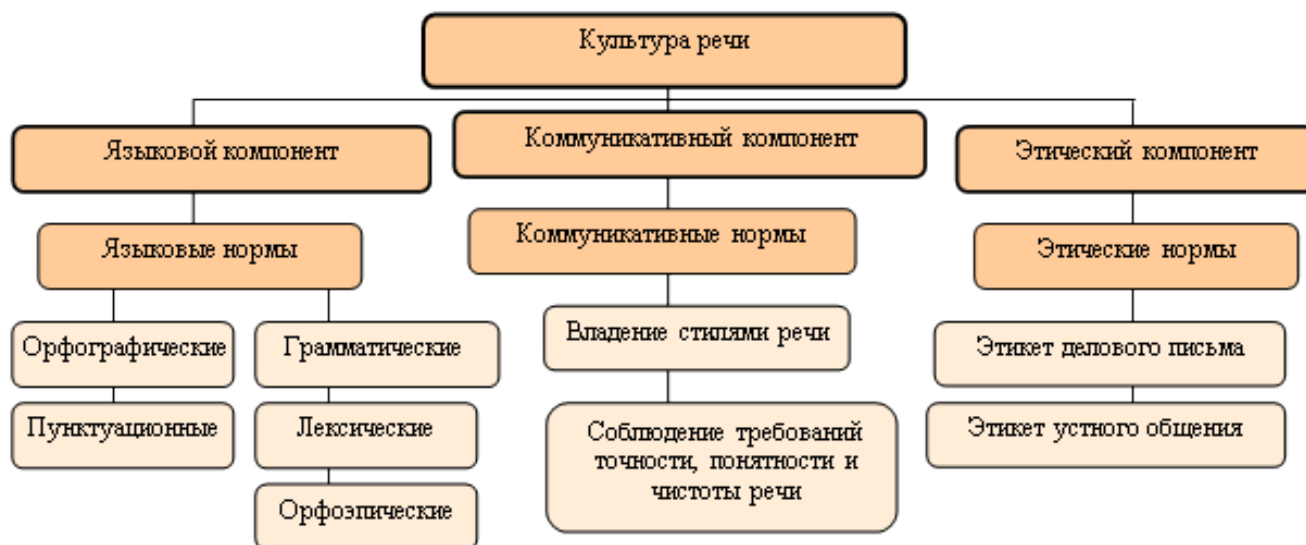 Культура речи
Языковой компонент
Коммуникативный компонент
Этический компонент
Языковые нормы
Коммуникативные нормы
Этические нормы
Орфографические
Грамматические
Владение стилями речи
Этикет делового письма
Пунктуационные
Лексические
Соблюдение требований
точности, понятности и
чистоты речи
Этикет устного общения
Орфоэпические